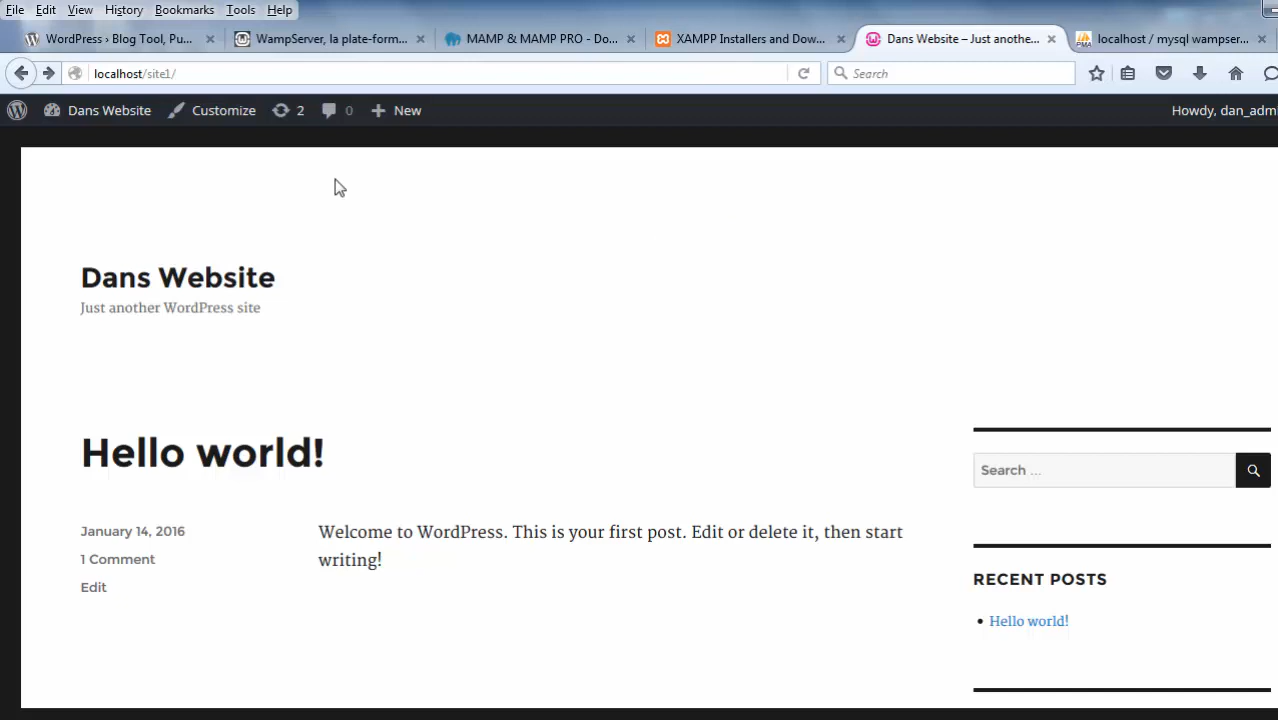 File Edit View History Bookmarks Tools Help
WordPress › Blog Tool, Pu... WampServer, la plate-form... MAMP & MAMP PRO - Do... XAMPP Installers and Dow... Dans Website – Just anothe... localhost / mysql wampser...
localhost/site1/ Search
Dans Website Customize 2 0 New Howdy, dan_adm
Dans Website
Just another WordPress site
Hello world!
Search ...
January 14, 2016
1 Comment
Edit
Welcome to WordPress. This is your first post. Edit or delete it, then start
writing!
RECENT POSTS
Hello world!